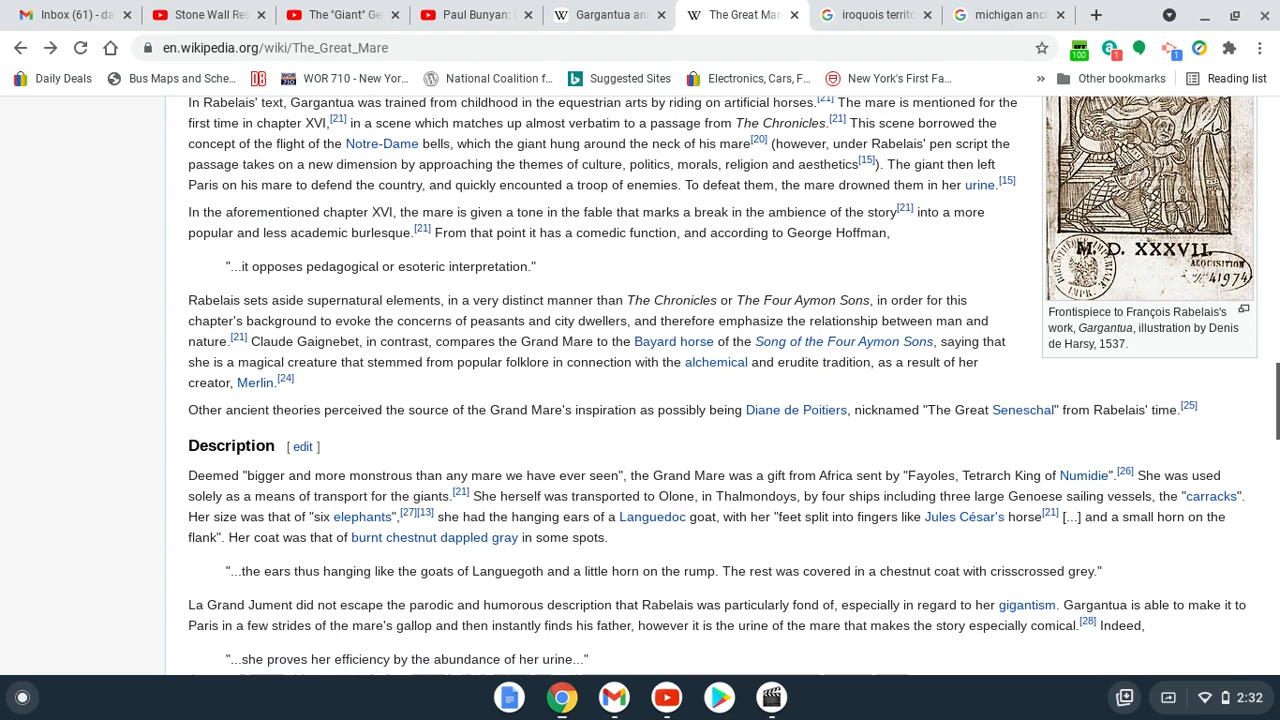 Inbox (61) - da
Stone Wall Res
The "Giant" Ge
Paul Bunyan:
Gargantua an
The Great Mar
iroquois territo
michigan anci
en.wikipedia.org/wiki/The_Great_Mare
100
1
1
Daily Deals
Bus Maps and Sche...
WOR 710 - New Yor...
National Coalition f...
Suggested Sites
Electronics, Cars, F...
New York's First Fa...
»
Other bookmarks
Reading list
In Rabelais' text, Gargantua was trained from childhood in the equestrian arts by riding on artificial horses.[21] The mare is mentioned for the
first time in chapter XVI,[21] in a scene which matches up almost verbatim to a passage from The Chronicles.[21] This scene borrowed the
concept of the flight of the Notre-Dame bells, which the giant hung around the neck of his mare[20] (however, under Rabelais' pen script the
passage takes on a new dimension by approaching the themes of culture, politics, morals, religion and aesthetics[15]). The giant then left
Paris on his mare to defend the country, and quickly encountered a troop of enemies. To defeat them, the mare drowned them in her urine.[15]
In the aforementioned chapter XVI, the mare is given a tone in the fable that marks a break in the ambience of the story[21] into a more
popular and less academic burlesque.[21] From that point it has a comedic function, and according to George Hoffman,
"...it opposes pedagogical or esoteric interpretation."
Rabelais sets aside supernatural elements, in a very distinct manner than The Chronicles or The Four Aymon Sons, in order for this
chapter's background to evoke the concerns of peasants and city dwellers, and therefore emphasize the relationship between man and
nature.[21] Claude Gaignebet, in contrast, compares the Grand Mare to the Bayard horse of the Song of the Four Aymon Sons, saying that
she is a magical creature that stemmed from popular folklore in connection with the alchemical and erudite tradition, as a result of her
creator, Merlin.[24]
Other ancient theories perceived the source of the Grand Mare's inspiration as possibly being Diane de Poitiers, nicknamed "The Great Seneschal" from Rabelais' time.[25]
M. D. XXXVII.
ACQUISITION
41974
Frontispiece to François Rabelais's
work, Gargantua, illustration by Denis
de Harsy, 1537.
Description [ edit ]
Deemed "bigger and more monstrous than any mare we have ever seen", the Grand Mare was a gift from Africa sent by "Fayoles, Tetrarch King of Numidie".[26] She was used
solely as a means of transport for the giants.[21] She herself was transported to Olone, in Thalmondoys, by four ships including three large Genoese sailing vessels, the "carracks".
Her size was that of "six elephants",[27][13] she had the hanging ears of a Languedoc goat, with her "feet split into fingers like Jules César's horse[21] [...] and a small horn on the
flank". Her coat was that of burnt chestnut dappled gray in some spots.
"...the ears thus hanging like the goats of Languegoth and a little horn on the rump. The rest was covered in a chestnut coat with crisscrossed grey."
La Grand Jument did not escape the parodic and humorous description that Rabelais was particularly fond of, especially in regard to her gigantism. Gargantua is able to make it to
Paris in a few strides of the mare's gallop and then instantly finds his father, however it is the urine of the mare that makes the story especially comical.[28] Indeed,
"...she proves her efficiency by the abundance of her urine..."
2:32